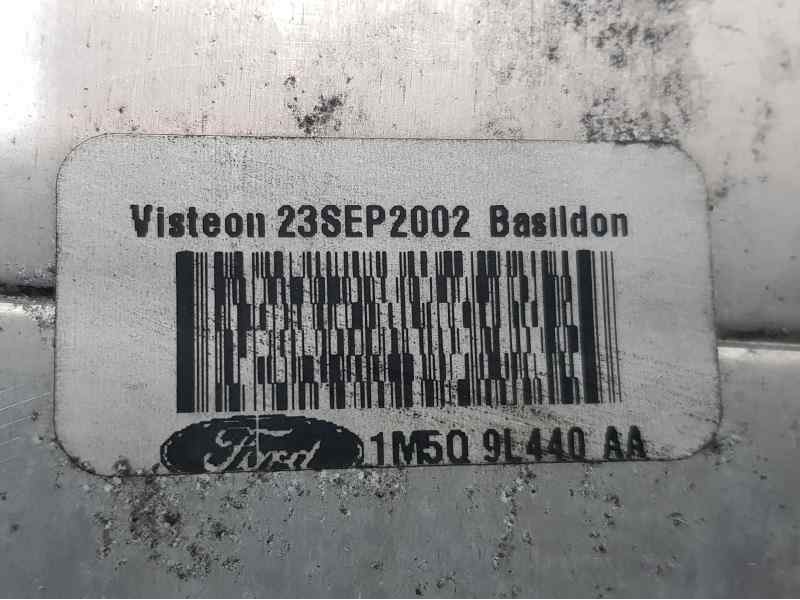 Visteon 23SEP2002 Basildon
Ford 1M5Q 9L440 AA